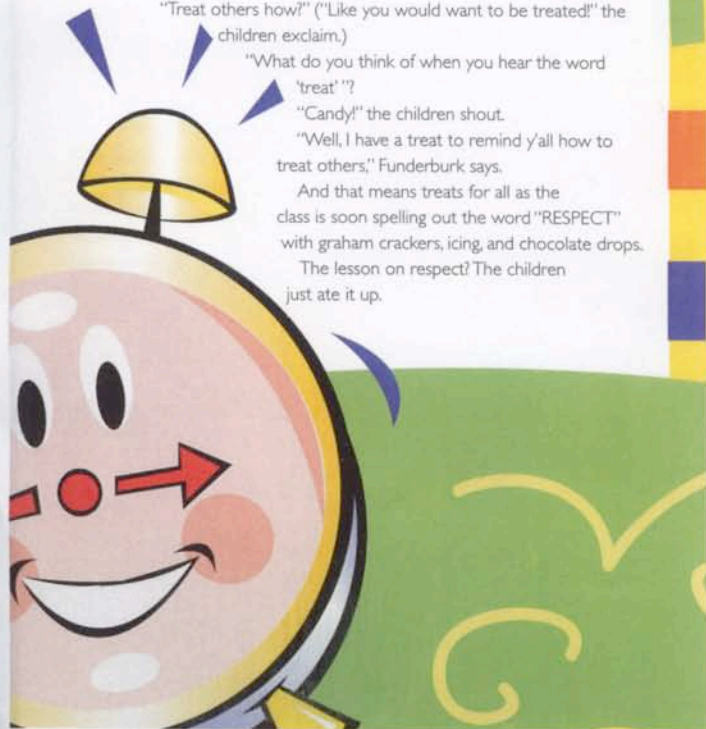 "Treat others how?" ("Like you would want to be treated!" the
children exclaim.)
"What do you think of when you hear the word
'treat' "?
"Candy!" the children shout.
"Well, I have a treat to remind y'all how to
treat others," Funderburk says.
And that means treats for all as the
class is soon spelling out the word "RESPECT"
with graham crackers, icing, and chocolate drops.
The lesson on respect? The children
just ate it up.